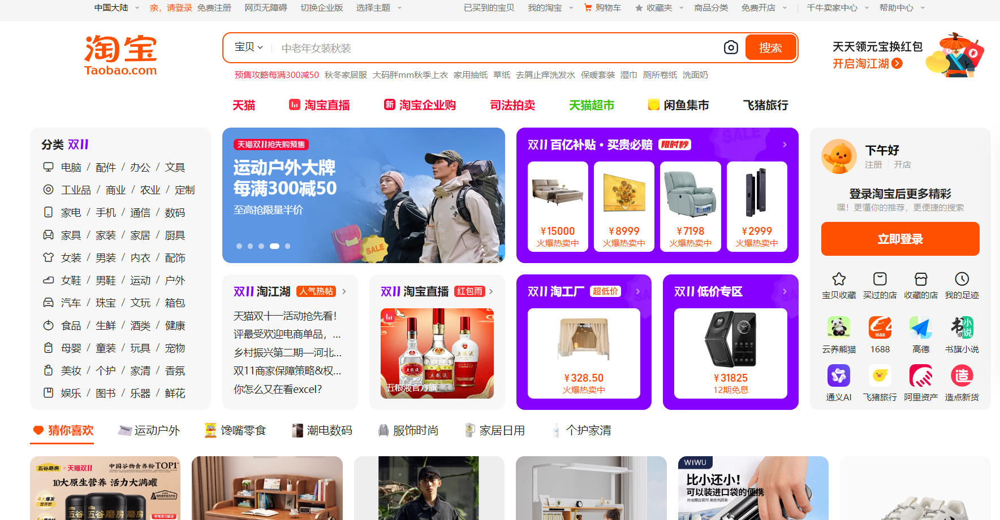 中国大陆 亲，请登录 免费注册 网页无障碍 切换企业版 选择主题 已买到的宝贝 我的淘宝 购物车 收藏夹 商品分类 免费开店 千牛卖家中心 帮助中心
淘宝
Taobao.com
宝贝 中老年女装秋装 搜索
天天领元宝换红包
开启淘江湖
预售攻略每满300减50 秋冬家居服 大码胖mm秋季上衣 家用抽纸 草纸 去屑止痒洗发水 保暖套装 湿巾 厕所卷纸 洗面奶
天猫 淘宝直播 新 淘宝企业购 司法拍卖 天猫超市 闲鱼集市 飞猪旅行
分类 双11
电脑 / 配件 / 办公 / 文具
工业品 / 商业 / 农业 / 定制
家电 / 手机 / 通信 / 数码
家具 / 家装 / 家居 / 厨具
女装 / 男装 / 内衣 / 配饰
女鞋 / 男鞋 / 运动 / 户外
汽车 / 珠宝 / 文玩 / 箱包
食品 / 生鲜 / 酒类 / 健康
母婴 / 童装 / 玩具 / 宠物
美妆 / 个护 / 家清 / 香氛
娱乐 / 图书 / 乐器 / 鲜花
天猫双11抢先购预售
运动户外大牌
每满300减50
至高抢限量半价
SALE
双11 百亿补贴·买贵必赔 限时秒
SALE
¥15000 ¥8999 ¥7198 ¥2999
火爆热卖中 火爆热卖中 火爆热卖中 火爆热卖中
下午好
注册 开店
登录淘宝后更多精彩
嘿！更懂你的推荐，更便捷的搜索
立即登录
宝贝收藏 买过的店 收藏的店 我的足迹
1688
书旗小说
云养熊猫 1688 高德 书旗小说
造
通义AI 飞猪旅行 阿里资产 造点新货
双11 淘江湖 人气热帖
天猫双十一活动抢先看！
评最受欢迎电商单品，...
乡村振兴第二期—河北...
双11商家保障策略&权...
你怎么又在看excel?
双11 淘宝直播 红包雨
五粮液
五粮液官方旗
双11 淘工厂 超低价
¥328.50
火爆热卖中
双11 低价专区
¥31825
12期免息
猜你喜欢 运动户外 馋嘴零食 潮电数码 服饰时尚 家居日用 个护家清
五谷磨房×天猫双11 中国谷物食养粉TOP1
10大原生营养 活力大满罐
五谷磨房
WiWU
比小还小！
可以装进口袋的便携